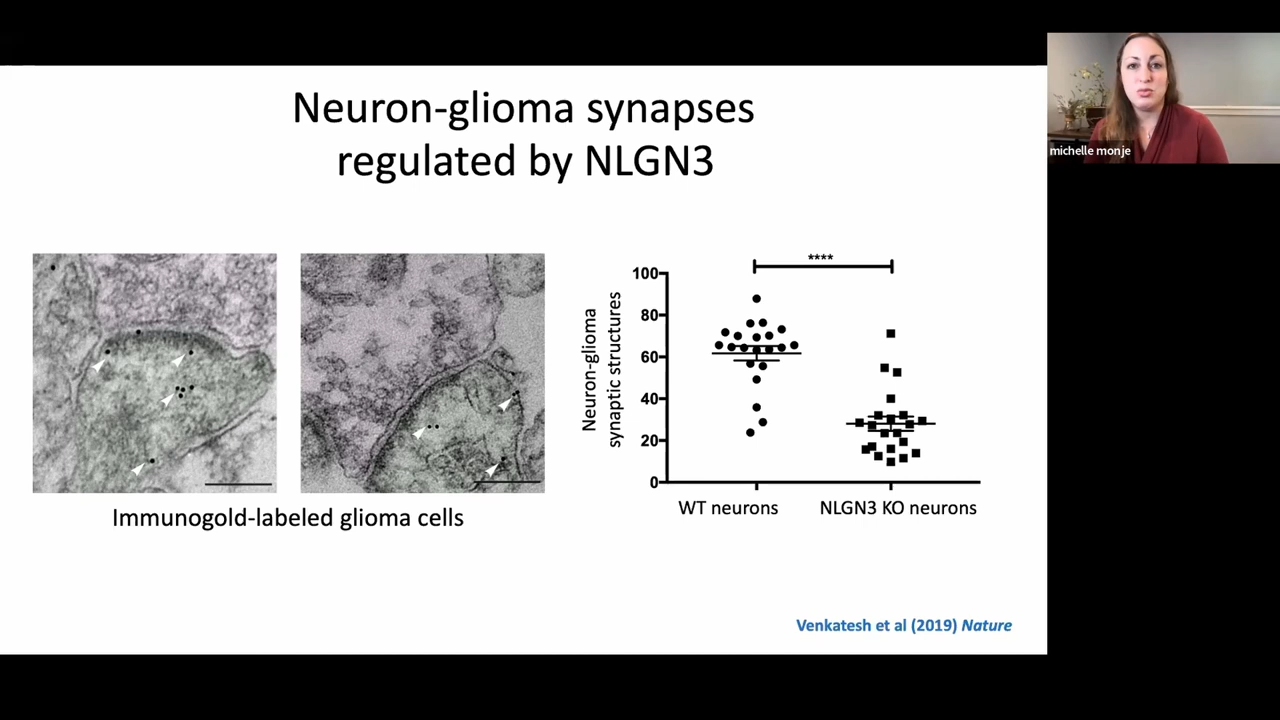 Neuron-glioma synapses
regulated by NLGN3
michelle monje
****
100
80
60
40
20
0
Neuron-glioma
synaptic structures
WT neurons
NLGN3 KO neurons
Immunogold-labeled glioma cells
Venkatesh et al (2019) Nature